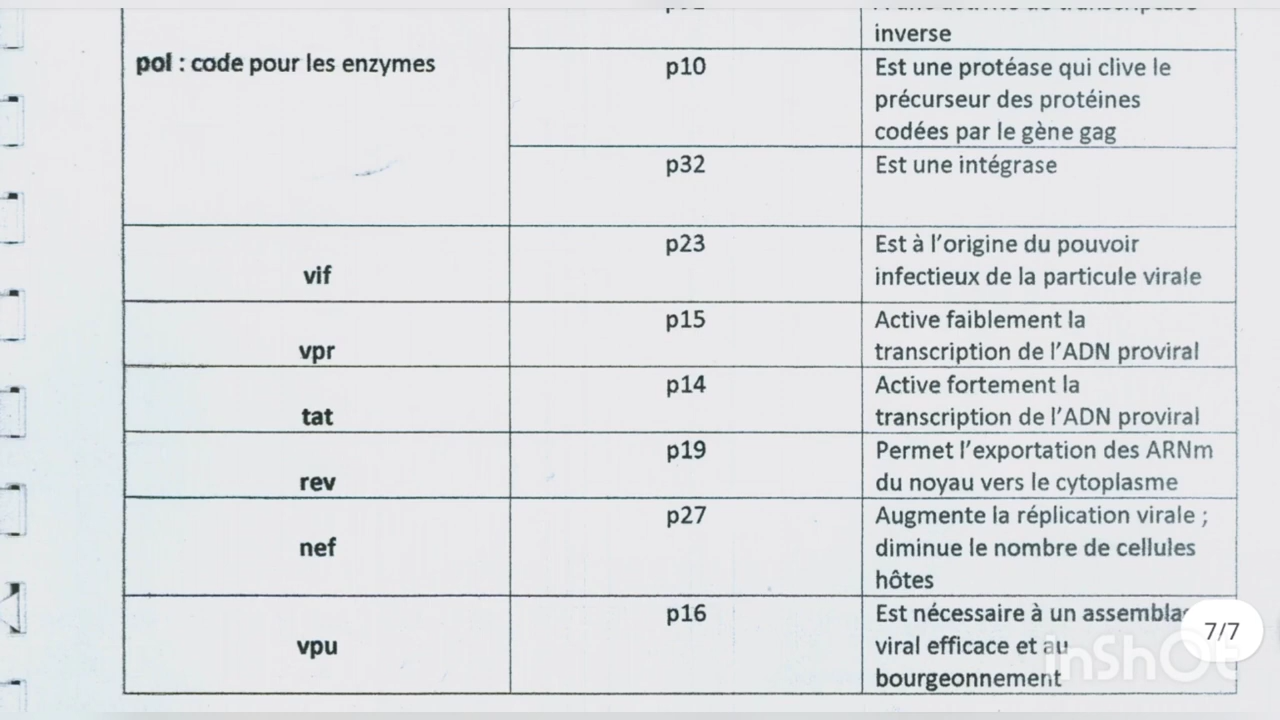 inverse
pol : code pour les enzymes
p10
Est une protéase qui clive le
précurseur des protéines
codées par le gène gag
p32
Est une intégrase
vif
p23
Est à l'origine du pouvoir
infectieux de la particule virale
vpr
p15
Active faiblement la
transcription de l'ADN proviral
tat
p14
Active fortement la
transcription de l'ADN proviral
rev
p19
Permet l'exportation des ARNm
du noyau vers le cytoplasme
nef
p27
Augmente la réplication virale ;
diminue le nombre de cellules
hôtes
vpu
p16
Est nécessaire à un
viral efficace et au
bourgeonnement
7/7
InShOt